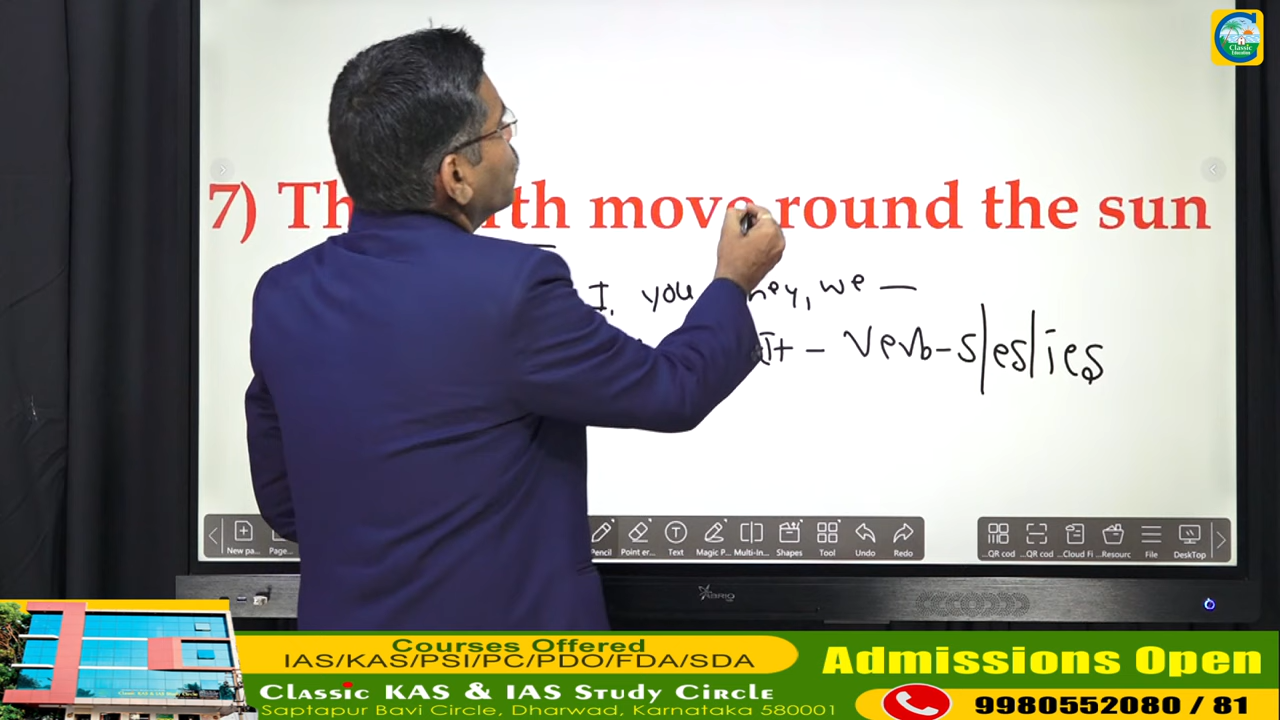 Classic
Education
7) Th rth move round the sun
I, you hey, we —
It – Verb – s|es|ies
New pa...
Page...
Pencil
Point er...
Text
Magic P...
Multi-In...
Shapes
Tool
Undo
Redo
...QR cod
...QR cod
...Cloud Fi
...Resourc
File
DeskTop
Courses Offered
IAS/KAS/PSI/PC/PDO/FDA/SDA
Classic KAS & IAS Study Circle
Saptapur Bavi Circle, Dharwad, Karnataka 580001
Admissions Open
9980552080 / 81